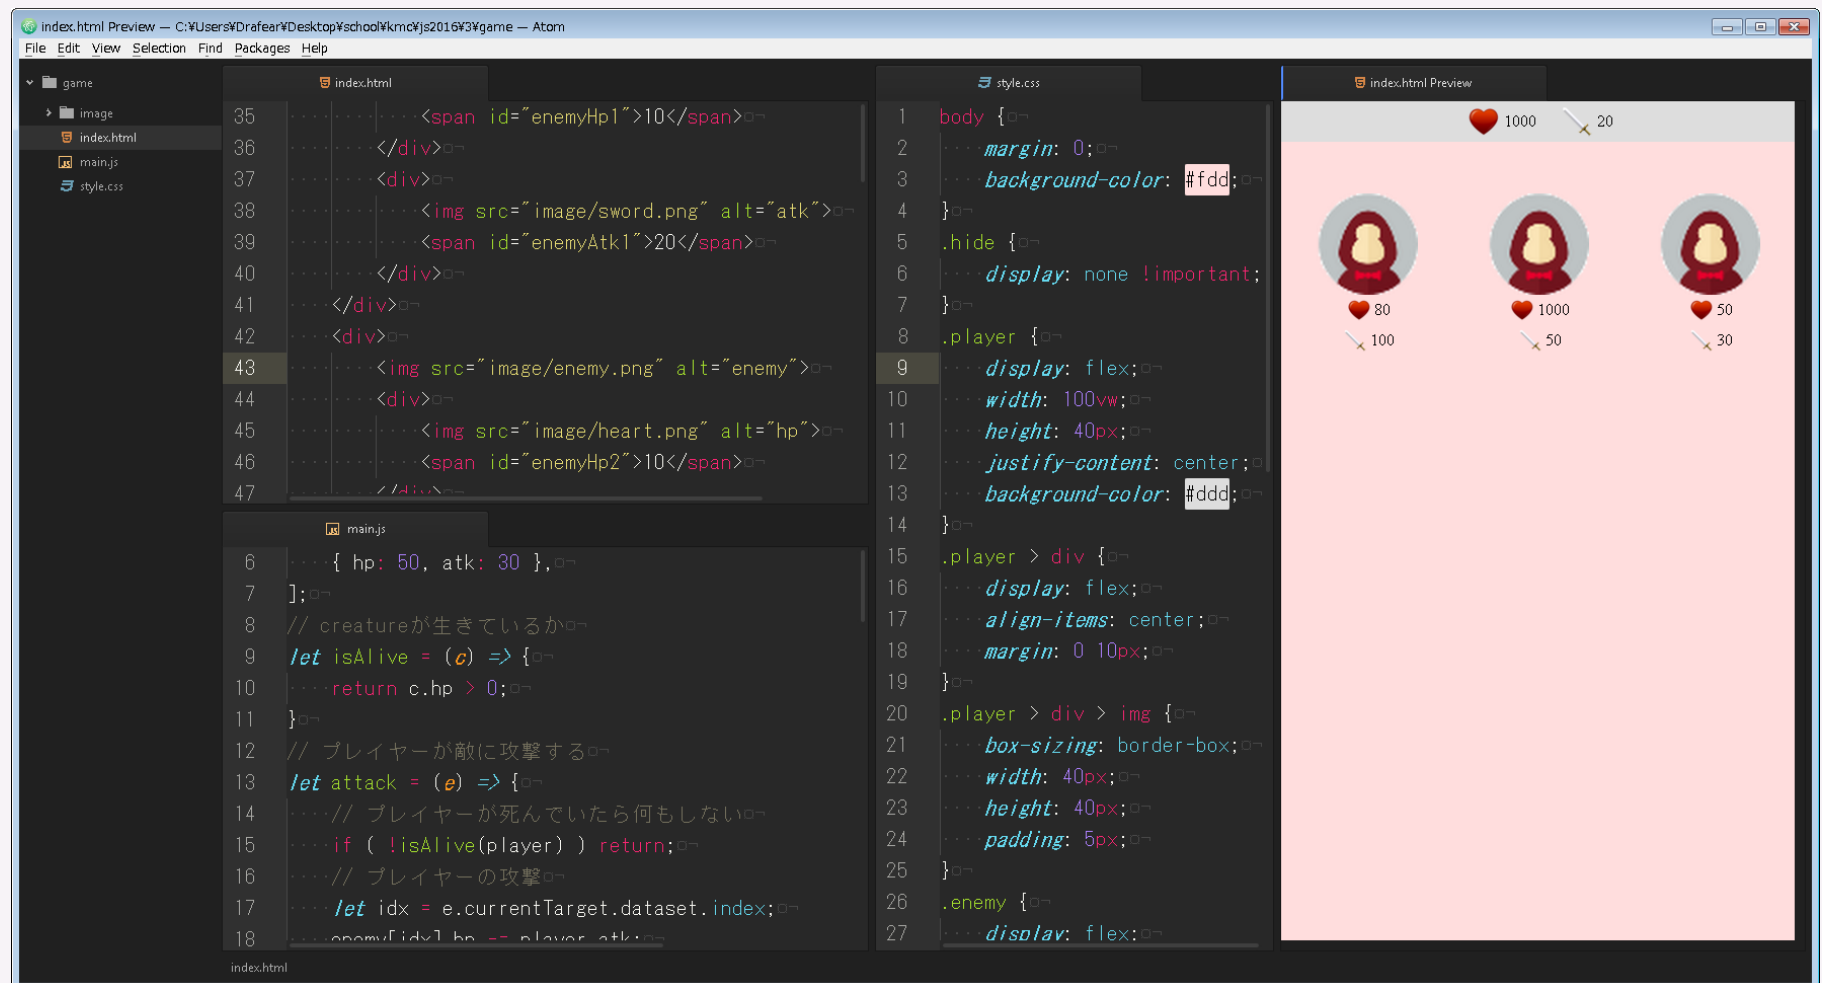 index.html Preview — C:¥Users¥Drafear¥Desktop¥school¥kmc¥js2016¥3¥game — Atom
File Edit View Selection Find Packages Help
game
image
index.html
main.js
style.css
index.html
35 <span id="enemyHp1">10</span>
36 </div>
37 <div>
38 <img src="image/sword.png" alt="atk">
39 <span id="enemyAtk1">20</span>
40 </div>
41 </div>
42 <div>
43 <img src="image/enemy.png" alt="enemy">
44 <div>
45 <img src="image/heart.png" alt="hp">
46 <span id="enemyHp2">10</span>
47 </div>
main.js
6 { hp: 50, atk: 30 },
7 ];
8 // creatureが生きているか
9 let isAlive = (c) => {
10 return c.hp > 0;
11 }
12 // プレイヤーが敵に攻撃する
13 let attack = (e) => {
14 // プレイヤーが死んでいたら何もしない
15 if ( !isAlive(player) ) return;
16 // プレイヤーの攻撃
17 let idx = e.currentTarget.dataset.index;
18 enemy[idx].hp -= player.atk;
style.css
1 body {
2 margin: 0;
3 background-color: #fdd;
4 }
5 .hide {
6 display: none !important;
7 }
8 .player {
9 display: flex;
10 width: 100vw;
11 height: 40px;
12 justify-content: center;
13 background-color: #ddd;
14 }
15 .player > div {
16 display: flex;
17 align-items: center;
18 margin: 0 10px;
19 }
20 .player > div > img {
21 box-sizing: border-box;
22 width: 40px;
23 height: 40px;
24 padding: 5px;
25 }
26 .enemy {
27 display: flex;
index.html Preview
1000 20
80 1000 50
100 50 30
index.html